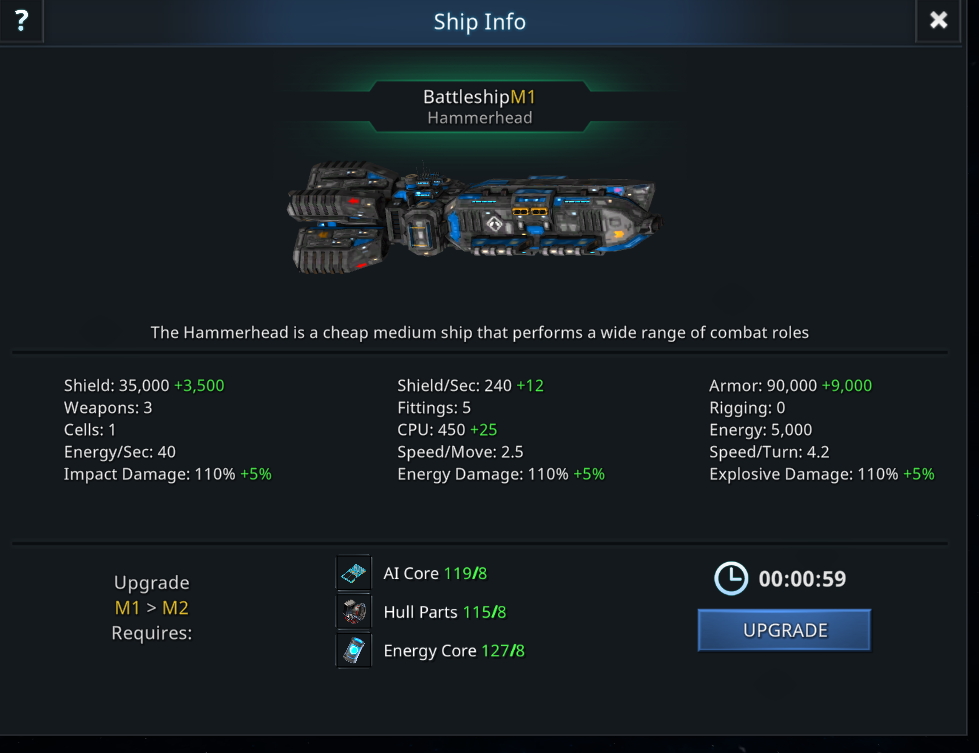 ?
Ship Info
BattleshipM1
Hammerhead
The Hammerhead is a cheap medium ship that performs a wide range of combat roles
Shield: 35,000 +3,500
Weapons: 3
Cells: 1
Energy/Sec: 40
Impact Damage: 110% +5%
Shield/Sec: 240 +12
Fittings: 5
CPU: 450 +25
Speed/Move: 2.5
Energy Damage: 110% +5%
Armor: 90,000 +9,000
Rigging: 0
Energy: 5,000
Speed/Turn: 4.2
Explosive Damage: 110% +5%
Upgrade
M1 > M2
Requires:
AI Core 119/8
Hull Parts 115/8
Energy Core 127/8
00:00:59
UPGRADE